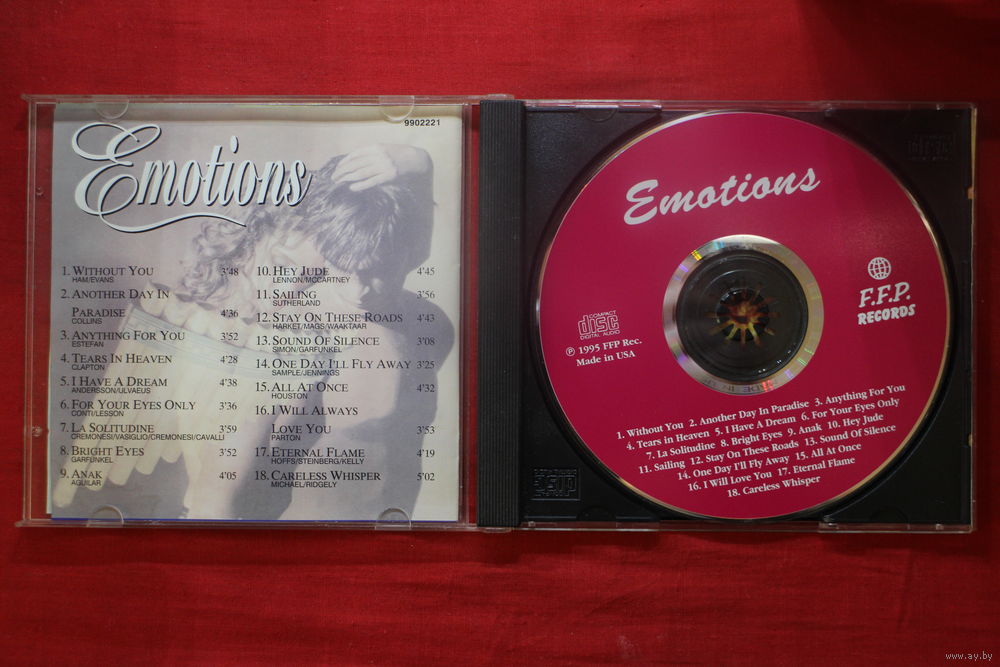 9902221
Emotions
1. WITHOUT YOU 3'48
HAM/EVANS
2. ANOTHER DAY IN
PARADISE 4'36
COLLINS
3. ANYTHING FOR YOU 3'52
ESTEFAN
4. TEARS IN HEAVEN 4'28
CLAPTON
5. I HAVE A DREAM 4'38
ANDERSSON/ULVAEUS
6. FOR YOUR EYES ONLY 3'36
CONTI/LESSON
7. LA SOLITUDINE 3'59
CREMONESI/VASIGLIO/CREMONESI/CAVALLI
8. BRIGHT EYES 3'52
GARFUNKEL
9. ANAK 4'05
AGUILAR
10. HEY JUDE 4'45
LENNON/MCCARTNEY
11. SAILING 3'56
SUTHERLAND
12. STAY ON THESE ROADS 4'43
HARKET/MAGS/WAAKTAAR
13. SOUND OF SILENCE 3'08
SIMON/GARFUNKEL
14. ONE DAY I'LL FLY AWAY 3'25
SAMPLE/JENNINGS
15. ALL AT ONCE 4'32
HOUSTON
16. I WILL ALWAYS
LOVE YOU 3'53
PARTON
17. ETERNAL FLAME 4'19
HOFFS/STEINBERG/KELLY
18. CARELESS WHISPER 5'02
MICHAEL/RIDGELY
Emotions
F.F.P.
RECORDS
COMPACT
disc
DIGITAL AUDIO
℗ 1995 FFP Rec.
Made in USA
1. Without You 2. Another Day In Paradise 3. Anything For You
4. Tears in Heaven 5. I Have A Dream 6. For Your Eyes Only
7. La Solitudine 8. Bright Eyes 9. Anak 10. Hey Jude
11. Sailing 12. Stay On These Roads 13. Sound Of Silence
14. One Day I'll Fly Away 15. All At Once
16. I Will Love You 17. Eternal Flame
18. Careless Whisper
www.ay.by